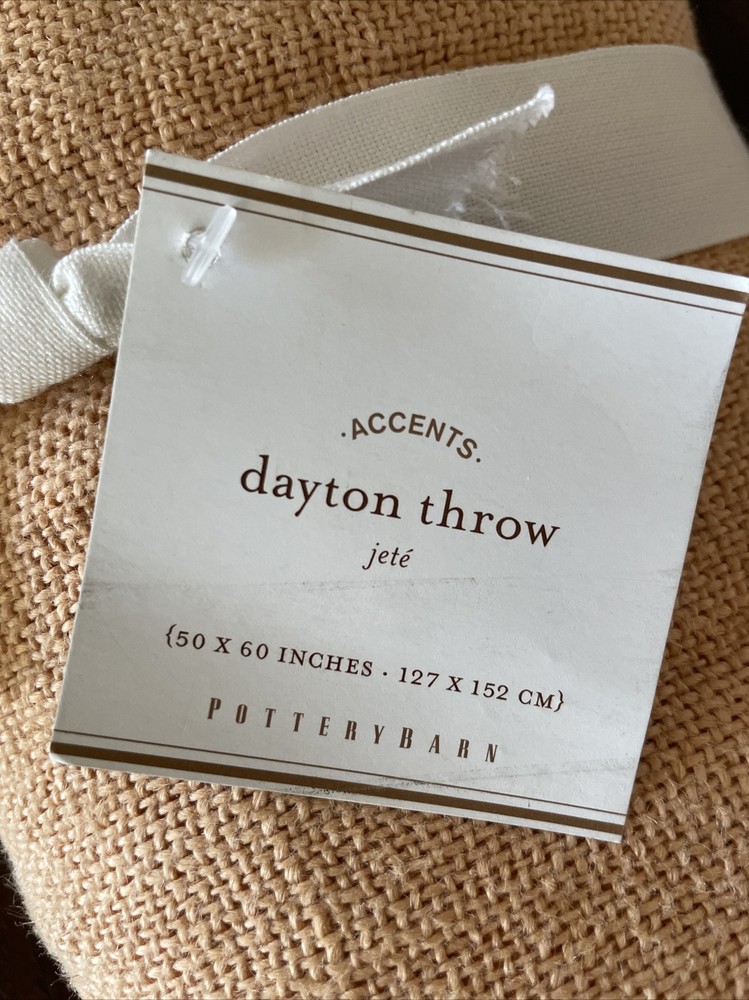 ·ACCENTS·
dayton throw
jeté
{50 X 60 INCHES · 127 X 152 CM}
POTTERYBARN